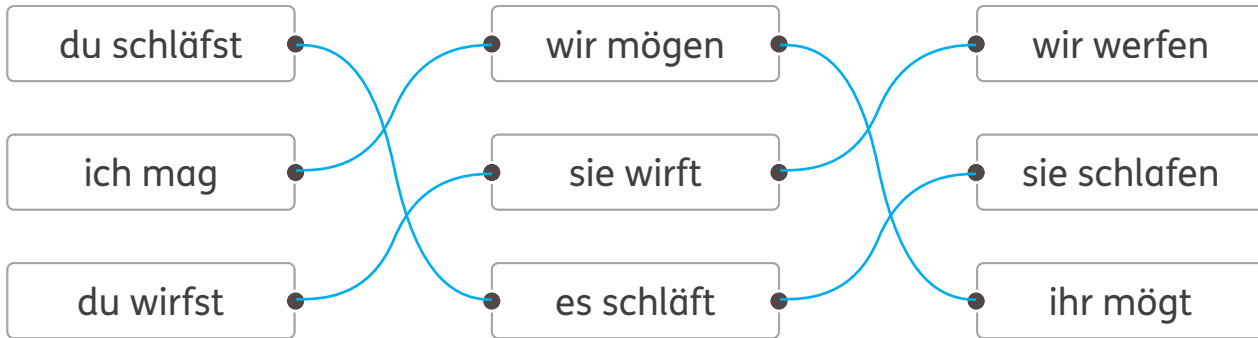 du schläfst
wir mögen
wir werfen
ich mag
sie wirft
sie schlafen
du wirfst
es schläft
ihr mögt